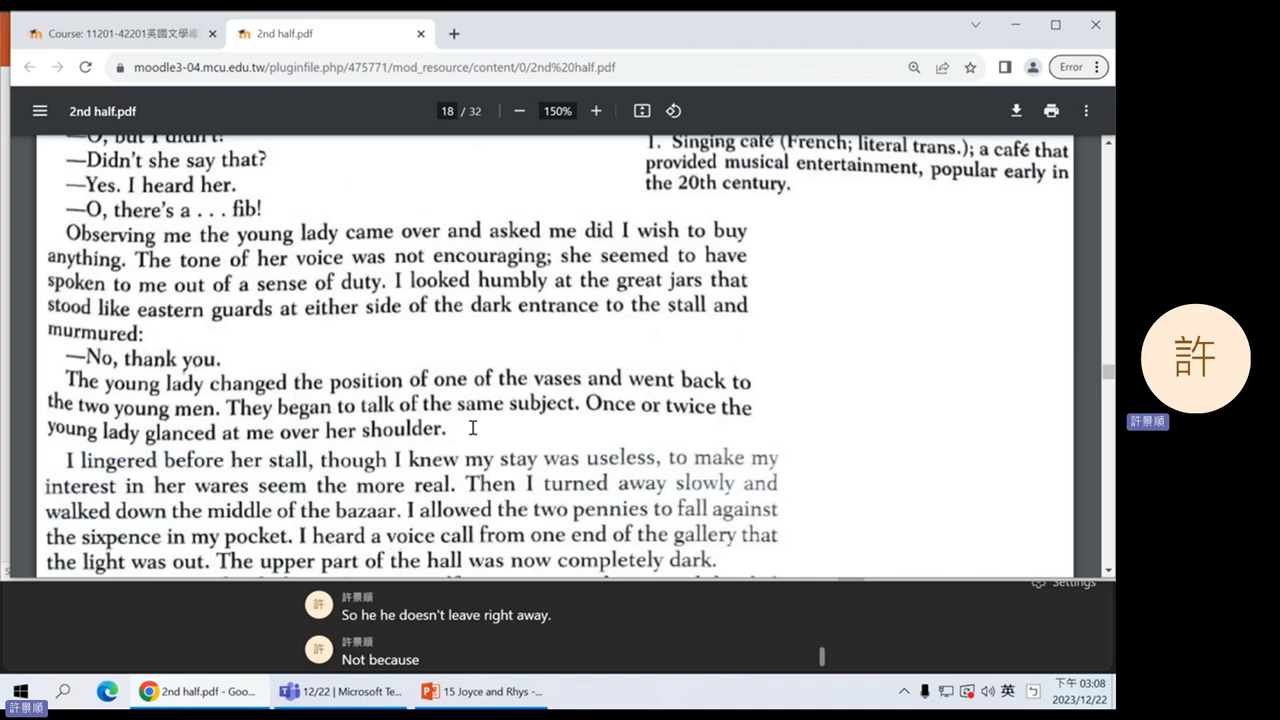 Course: 11201-42201英國文學
2nd half.pdf
moodle3-04.mcu.edu.tw/pluginfile.php/475771/mod_resource/content/0/2nd%20half.pdf
Error
2nd half.pdf
18 / 32
150%
—O, but I didn't!
—Didn't she say that?
—Yes. I heard her.
—O, there's a . . . fib!
Observing me the young lady came over and asked me did I wish to buy
anything. The tone of her voice was not encouraging; she seemed to have
spoken to me out of a sense of duty. I looked humbly at the great jars that
stood like eastern guards at either side of the dark entrance to the stall and
murmured:
—No, thank you.
The young lady changed the position of one of the vases and went back to
the two young men. They began to talk of the same subject. Once or twice the
young lady glanced at me over her shoulder.
I lingered before her stall, though I knew my stay was useless, to make my
interest in her wares seem the more real. Then I turned away slowly and
walked down the middle of the bazaar. I allowed the two pennies to fall against
the sixpence in my pocket. I heard a voice call from one end of the gallery that
the light was out. The upper part of the hall was now completely dark.
1. Singing café (French; literal trans.); a café that
provided musical entertainment, popular early in
the 20th century.
許
許景順
Settings
許
許景順
So he he doesn't leave right away.
許
許景順
Not because
2nd half.pdf - Goo...
12/22 | Microsoft Te...
15 Joyce and Rhys -...
英
下午 03:08
2023/12/22
許景順